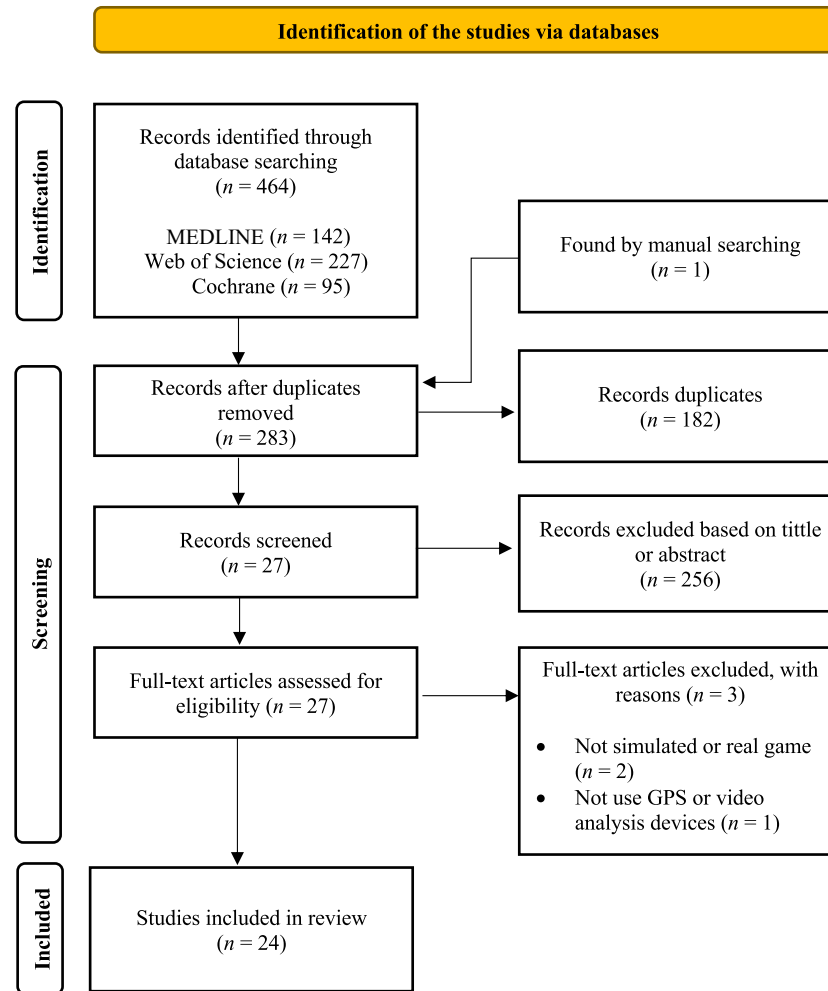 Identification of the studies via databases
Identification
Records identified through
database searching
(n = 464)
MEDLINE (n = 142)
Web of Science (n = 227)
Cochrane (n = 95)
Found by manual searching
(n = 1)
Screening
Records after duplicates
removed
(n = 283)
Records duplicates
(n = 182)
Records screened
(n = 27)
Records excluded based on tittle
or abstract
(n = 256)
Full-text articles assessed for
eligibility (n = 27)
Full-text articles excluded, with
reasons (n = 3)
• Not simulated or real game
(n = 2)
• Not use GPS or video
analysis devices (n = 1)
Included
Studies included in review
(n = 24)